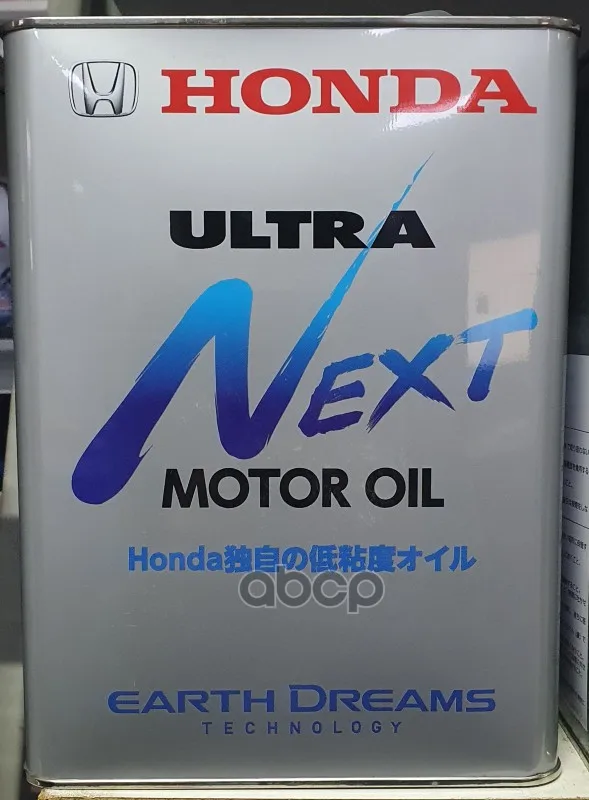 HONDA
ULTRA
NEXT
MOTOR OIL
Honda独自の低粘度オイル
abcp
EARTH DREAMS
TECHNOLOGY